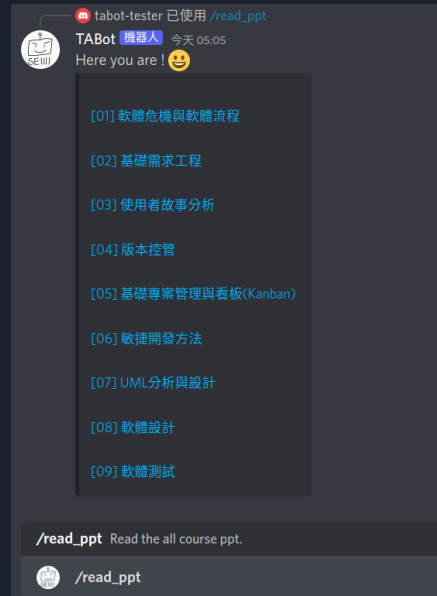 tabot-tester 已使用 /read_ppt
TABot 機器人 今天 05:05
Here you are ! 😃
[01] 軟體危機與軟體流程
[02] 基礎需求工程
[03] 使用者故事分析
[04] 版本控管
[05] 基礎專案管理與看板(Kanban)
[06] 敏捷開發方法
[07] UML分析與設計
[08] 軟體設計
[09] 軟體測試
/read_ppt Read the all course ppt.
/read_ppt